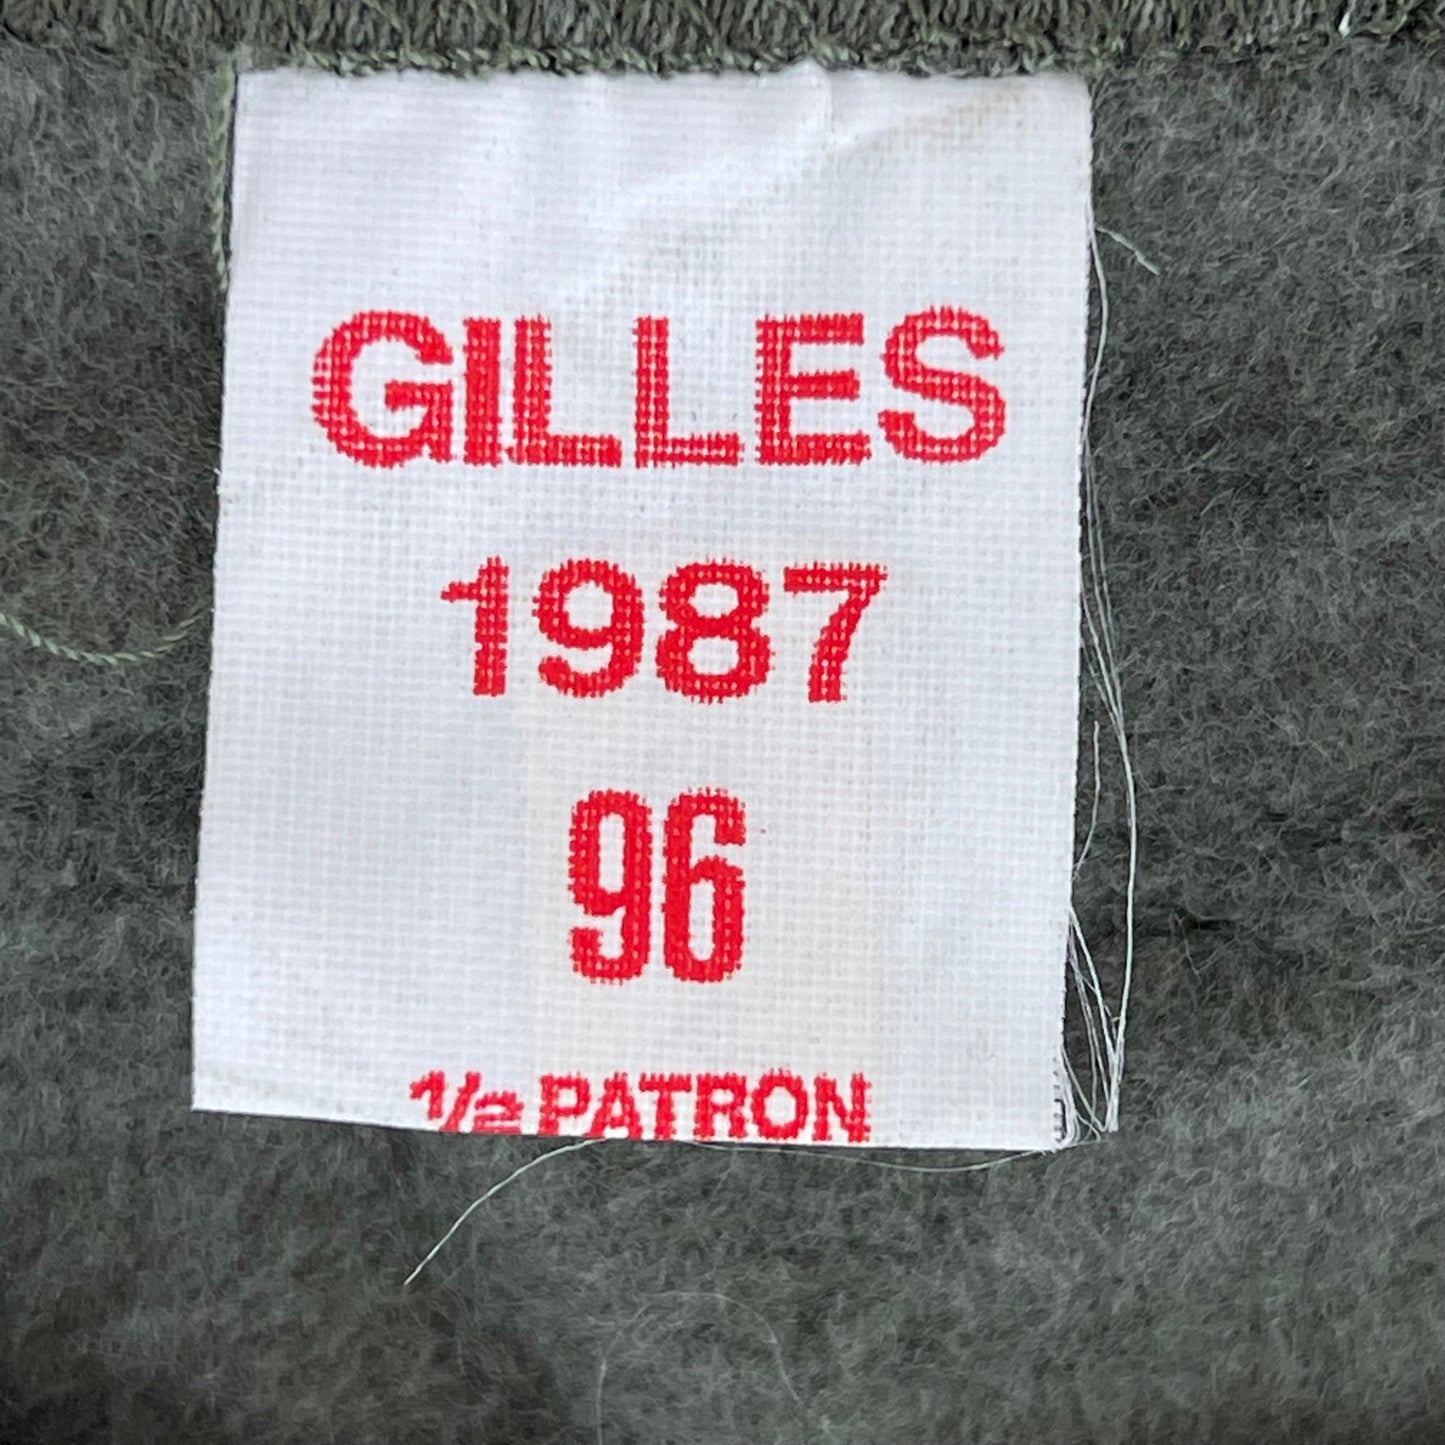 GILLES
1987
96
1/2 PATRON